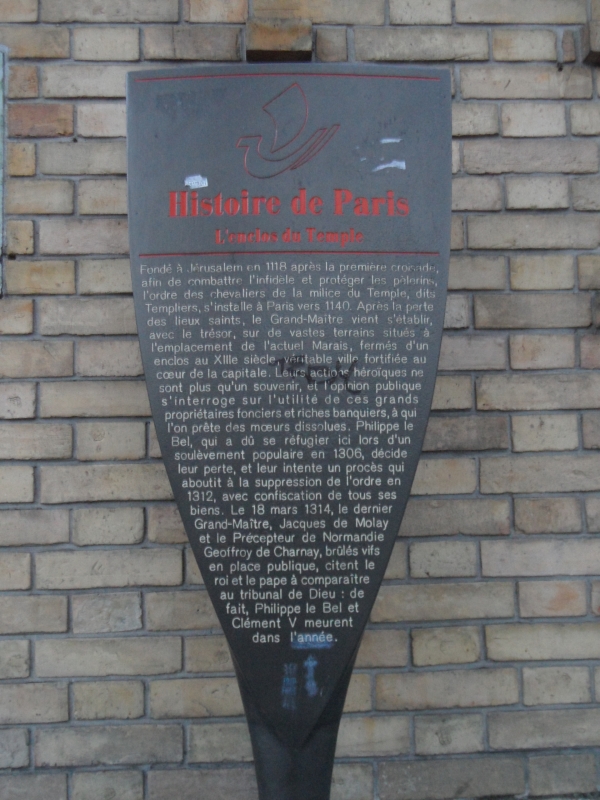 Histoire de Paris
L'enclos du Temple
Fondé à Jérusalem en 1118 après la première croisade,
afin de combattre l'infidèle et protéger les pèlerins,
l'ordre des chevaliers de la milice du Temple, dits
Templiers, s'installe à Paris vers 1140. Après la perte
des lieux saints, le Grand-Maître vient s'établir,
avec le trésor, sur de vastes terrains situés à
l'emplacement de l'actuel Marais, fermés d'un
enclos au XIIIe siècle, véritable ville fortifiée au
cœur de la capitale. Leurs actions héroïques ne
sont plus qu'un souvenir, et l'opinion publique
s'interroge sur l'utilité de ces grands
propriétaires fonciers et riches banquiers, à qui
l'on prête des mœurs dissolues. Philippe le
Bel, qui a dû se réfugier ici lors d'un
soulèvement populaire en 1306, décide
leur perte, et leur intente un procès qui
aboutit à la suppression de l'ordre en
1312, avec confiscation de tous ses
biens. Le 18 mars 1314, le dernier
Grand-Maître, Jacques de Molay
et le Précepteur de Normandie
Geoffroy de Charnay, brûlés vifs
en place publique, citent le
roi et le pape à comparaître
au tribunal de Dieu : de
fait, Philippe le Bel et
Clément V meurent
dans l'année.